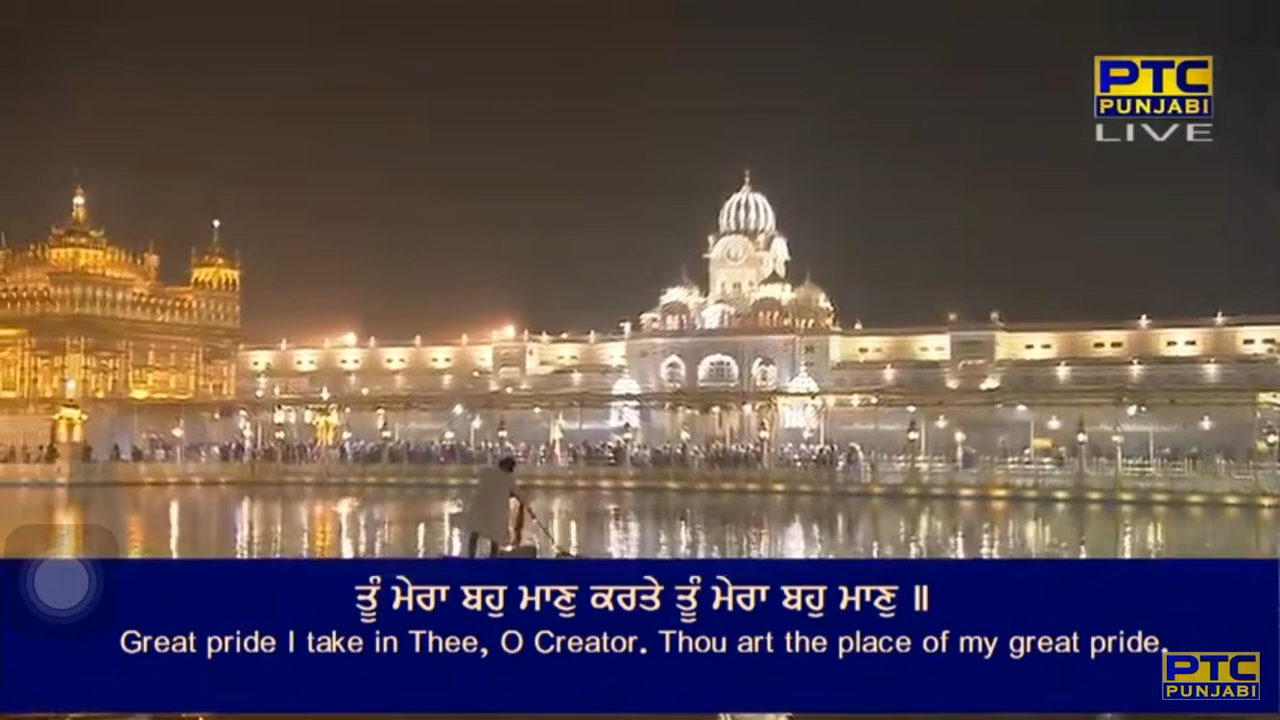 PTC
PUNJABI
LIVE
ਤੂੰ ਮੇਰਾ ਬਹੁ ਮਾਣੁ ਕਰਤੇ ਤੂੰ ਮੇਰਾ ਬਹੁ ਮਾਣੁ ॥
Great pride I take in Thee, O Creator. Thou art the place of my great pride.
PTC
PUNJABI